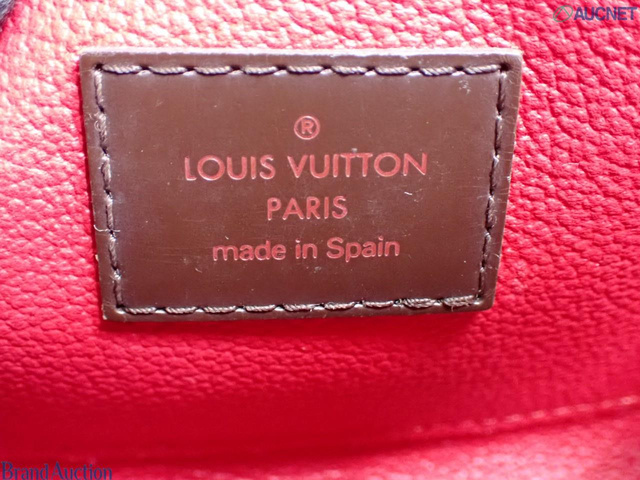 AUCNET
®
LOUIS VUITTON
PARIS
made in Spain
Brand Auction